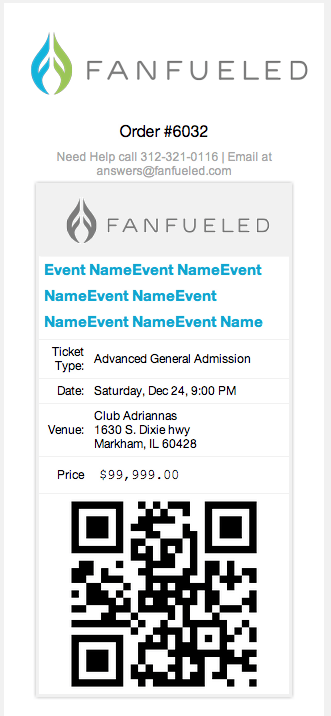 FANFUELED
Order #6032
Need Help call 312-321-0116 | Email at
answers@fanfueled.com
FANFUELED
Event NameEvent NameEvent
NameEvent NameEvent
NameEvent NameEvent Name
Ticket Type: Advanced General Admission
Date: Saturday, Dec 24, 9:00 PM
Venue: Club Adriannas
1630 S. Dixie hwy
Markham, IL 60428
Price $99,999.00